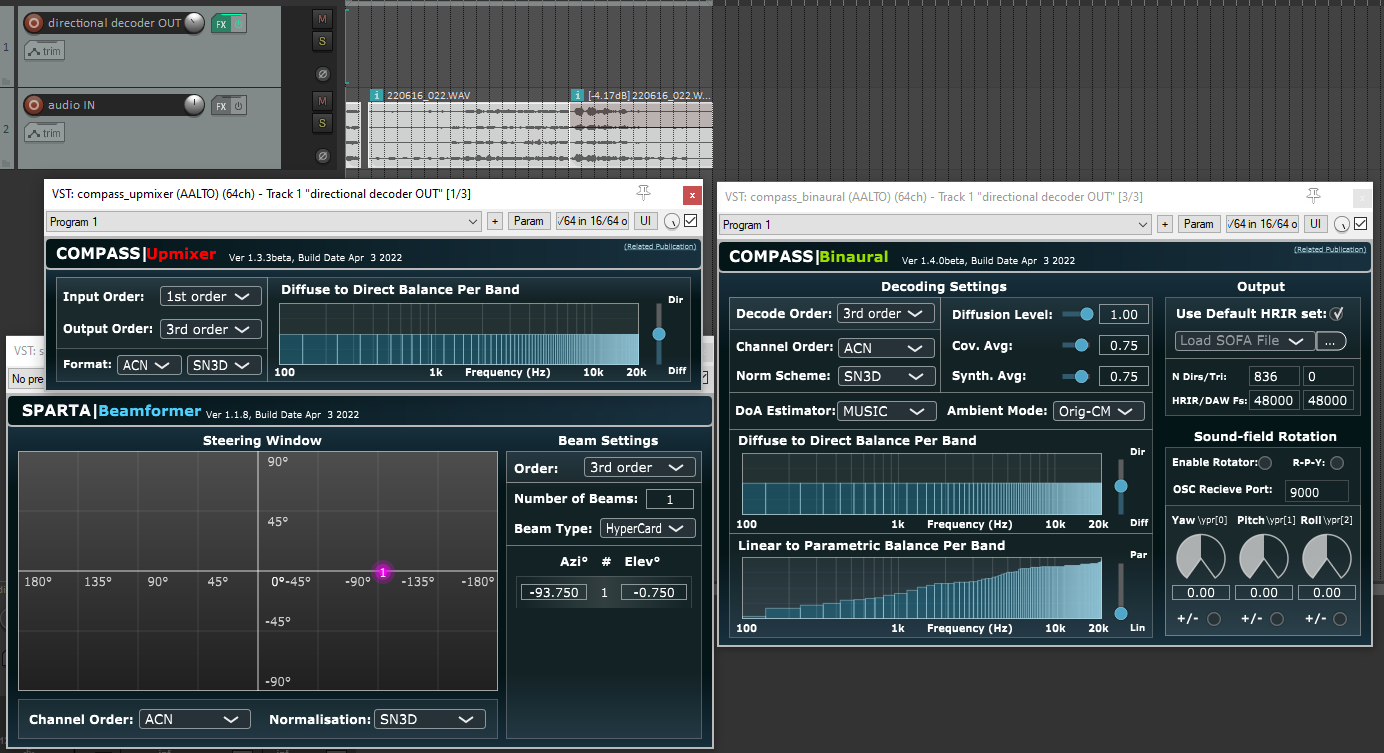 1
directional decoder OUT
FX
M
S
trim
Ø
2
audio IN
FX
M
S
trim
Ø
i 220616_022.WAV
i [-4.17dB] 220616_022.W...
VST: compass_upmixer (AALTO) (64ch) - Track 1 "directional decoder OUT" [1/3]
x
Program 1
+
Param
√/64 in 16/64 o
UI
COMPASS|Upmixer Ver 1.3.3beta, Build Date Apr 3 2022
(Related Publication)
Input Order: 1st order
Output Order: 3rd order
Format: ACN SN3D
Diffuse to Direct Balance Per Band
Dir
Diff
100 1k Frequency (Hz) 10k 20k
VST: s
No pre
SPARTA|Beamformer Ver 1.1.8, Build Date Apr 3 2022
Steering Window
90°
45°
180° 135° 90° 45° 0° -45° -90° -135° -180°
1
-45°
-90°
Channel Order: ACN
Normalisation: SN3D
Beam Settings
Order: 3rd order
Number of Beams: 1
Beam Type: HyperCard
Azi° # Elev°
-93.750 1 -0.750
VST: compass_binaural (AALTO) (64ch) - Track 1 "directional decoder OUT" [3/3]
x
Program 1
+
Param
√/64 in 16/64 o
UI
COMPASS|Binaural Ver 1.4.0beta, Build Date Apr 3 2022
(Related Publication)
Decoding Settings
Decode Order: 3rd order
Channel Order: ACN
Norm Scheme: SN3D
Diffusion Level: 1.00
Cov. Avg: 0.75
Synth. Avg: 0.75
DoA Estimator: MUSIC
Ambient Mode: Orig-CM
Diffuse to Direct Balance Per Band
Dir
Diff
100 1k Frequency (Hz) 10k 20k
Linear to Parametric Balance Per Band
Par
Lin
100 1k Frequency (Hz) 10k 20k
Output
Use Default HRIR set:
Load SOFA File ...
N Dirs/Tri: 836 0
HRIR/DAW Fs: 48000 48000
Sound-field Rotation
Enable Rotator: R-P-Y:
OSC Recieve Port: 9000
Yaw \ypr[0] Pitch \ypr[1] Roll \ypr[2]
0.00 0.00 0.00
+/- +/- +/-